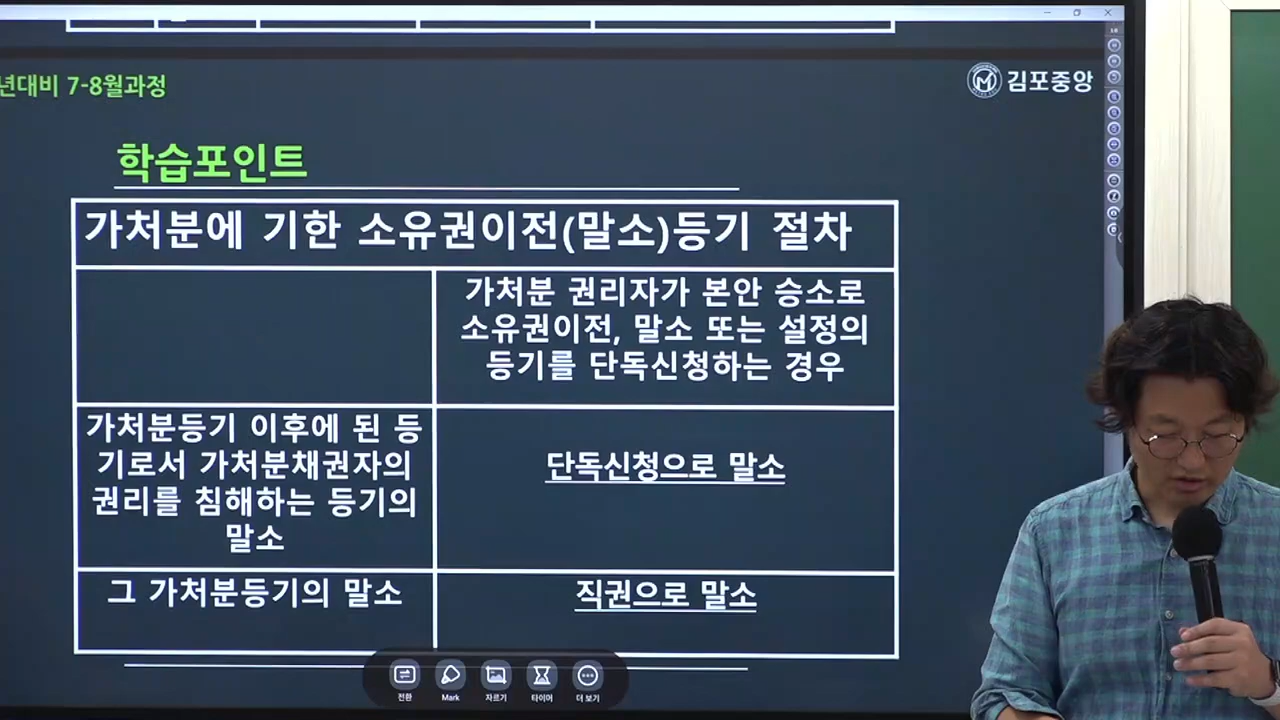 년대비 7-8월과정
김포중앙
학습포인트
가처분에 기한 소유권이전(말소)등기 절차
가처분 권리자가 본안 승소로
소유권이전, 말소 또는 설정의
등기를 단독신청하는 경우
가처분등기 이후에 된 등
기로서 가처분채권자의
권리를 침해하는 등기의
말소
단독신청으로 말소
그 가처분등기의 말소
직권으로 말소
전환
Mark
자르기
타이머
더 보기